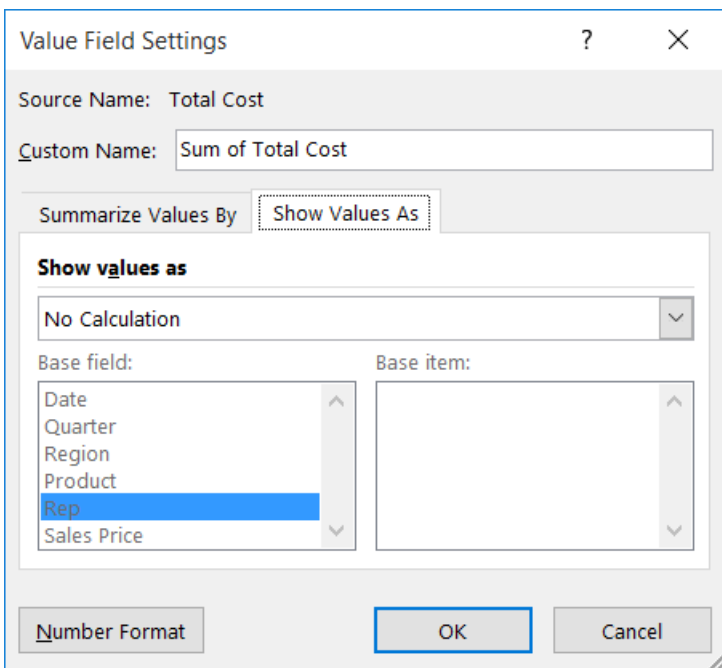 Value Field Settings ?
Source Name: Total Cost
Custom Name: Sum of Total Cost
Summarize Values By Show Values As
Show values as
No Calculation
Base field: Base item:
Date
Quarter
Region
Product
Rep
Sales Price
Number Format OK Cancel